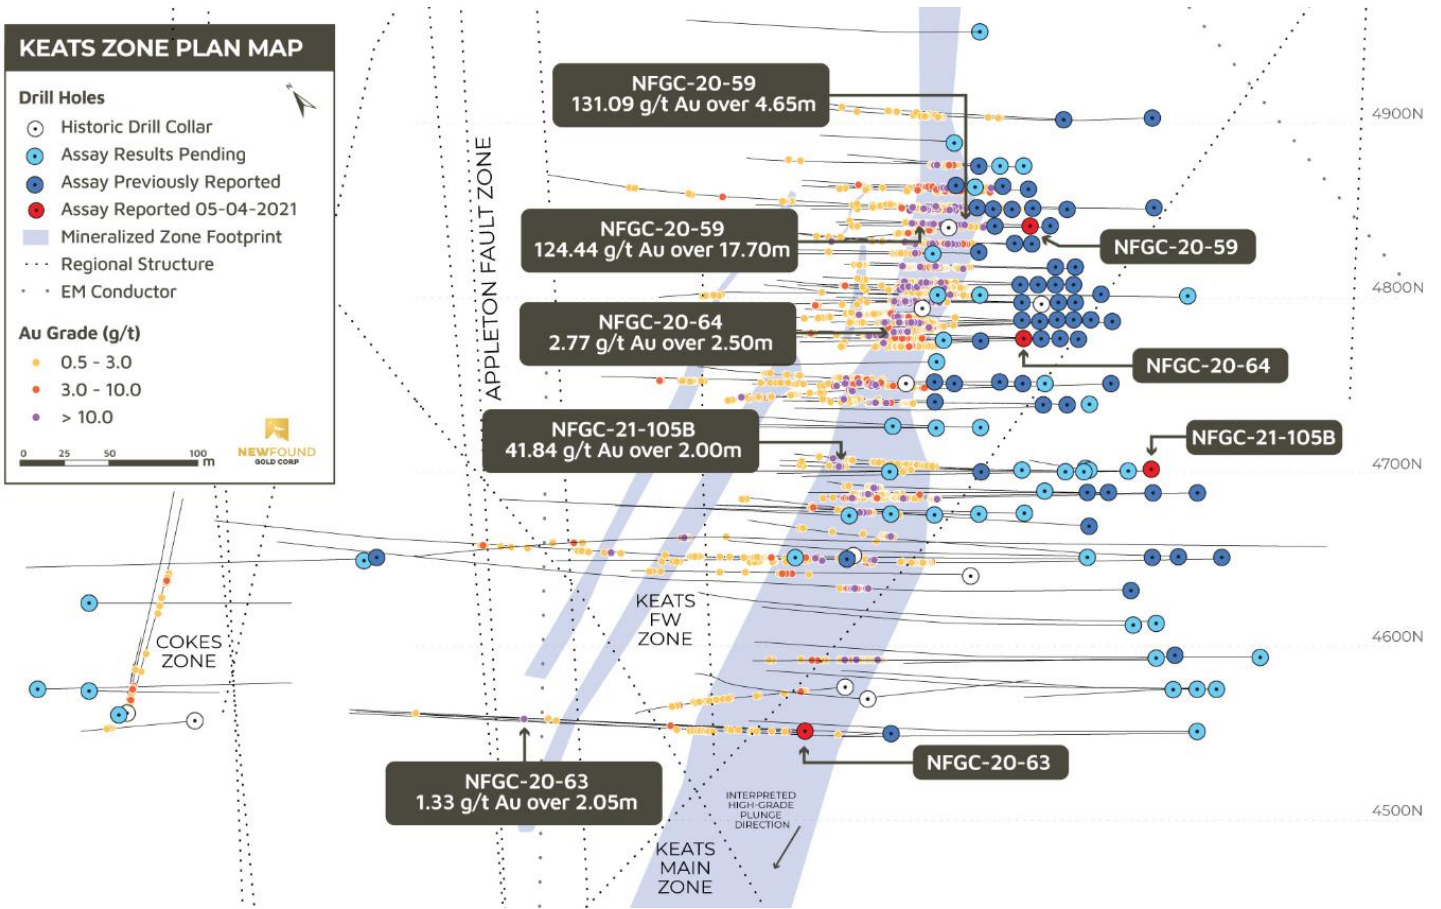 KEATS ZONE PLAN MAP
N
Drill Holes
Historic Drill Collar
Assay Results Pending
Assay Previously Reported
Assay Reported 05-04-2021
Mineralized Zone Footprint
Regional Structure
EM Conductor
Au Grade (g/t)
0.5 - 3.0
3.0 - 10.0
> 10.0
0 25 50 100 m
NEWFOUND
GOLD CORP
NFGC-20-59
131.09 g/t Au over 4.65m
4900N
APPLETON FAULT ZONE
NFGC-20-59
124.44 g/t Au over 17.70m
NFGC-20-59
4800N
NFGC-20-64
2.77 g/t Au over 2.50m
NFGC-20-64
NFGC-21-105B
41.84 g/t Au over 2.00m
NFGC-21-105B
4700N
KEATS
FW
ZONE
COKES
ZONE
4600N
NFGC-20-63
1.33 g/t Au over 2.05m
NFGC-20-63
INTERPRETED
HIGH-GRADE
PLUNGE
DIRECTION
4500N
KEATS
MAIN
ZONE